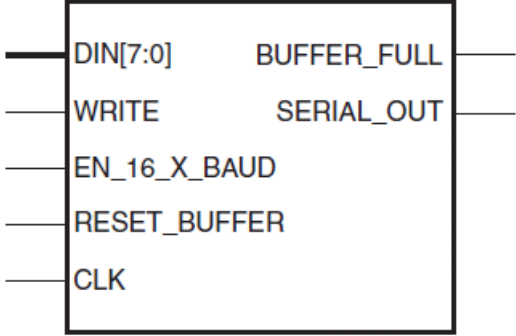 DIN[7:0] BUFFER_FULL
WRITE SERIAL_OUT
EN_16_X_BAUD
RESET_BUFFER
CLK